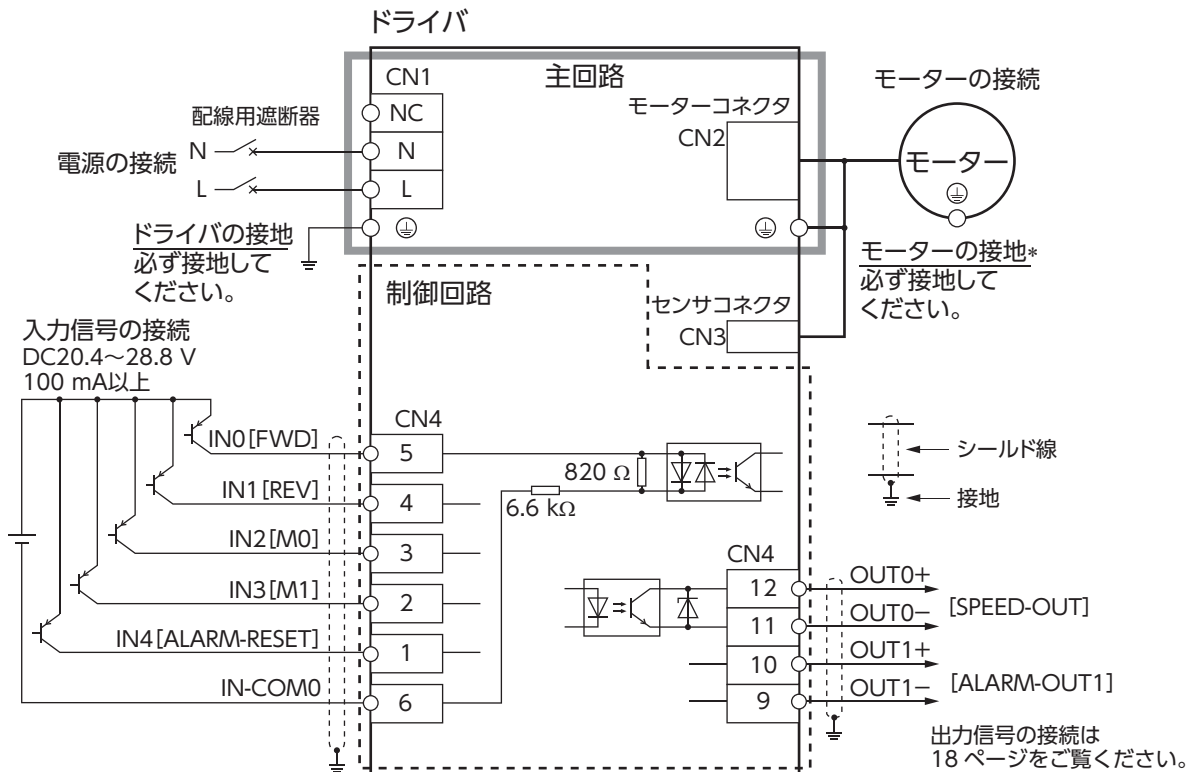 ドライバ
主回路
CN1
NC
N
L
配線用遮断器
電源の接続
N
L
ドライバの接地
必ず接地して
ください。
モーターコネクタ
CN2
モーターの接続
モーター
モーターの接地*
必ず接地して
ください。
制御回路
センサコネクタ
CN3
入力信号の接続
DC20.4~28.8 V
100 mA以上
CN4
IN0[FWD]
5
IN1[REV]
4
IN2[M0]
3
IN3[M1]
2
IN4[ALARM-RESET]
1
IN-COM0
6
820 Ω
6.6 kΩ
シールド線
接地
CN4
12
OUT0+
11
OUT0−
[SPEED-OUT]
10
OUT1+
9
OUT1−
[ALARM-OUT1]
出力信号の接続は
18 ページをご覧ください。